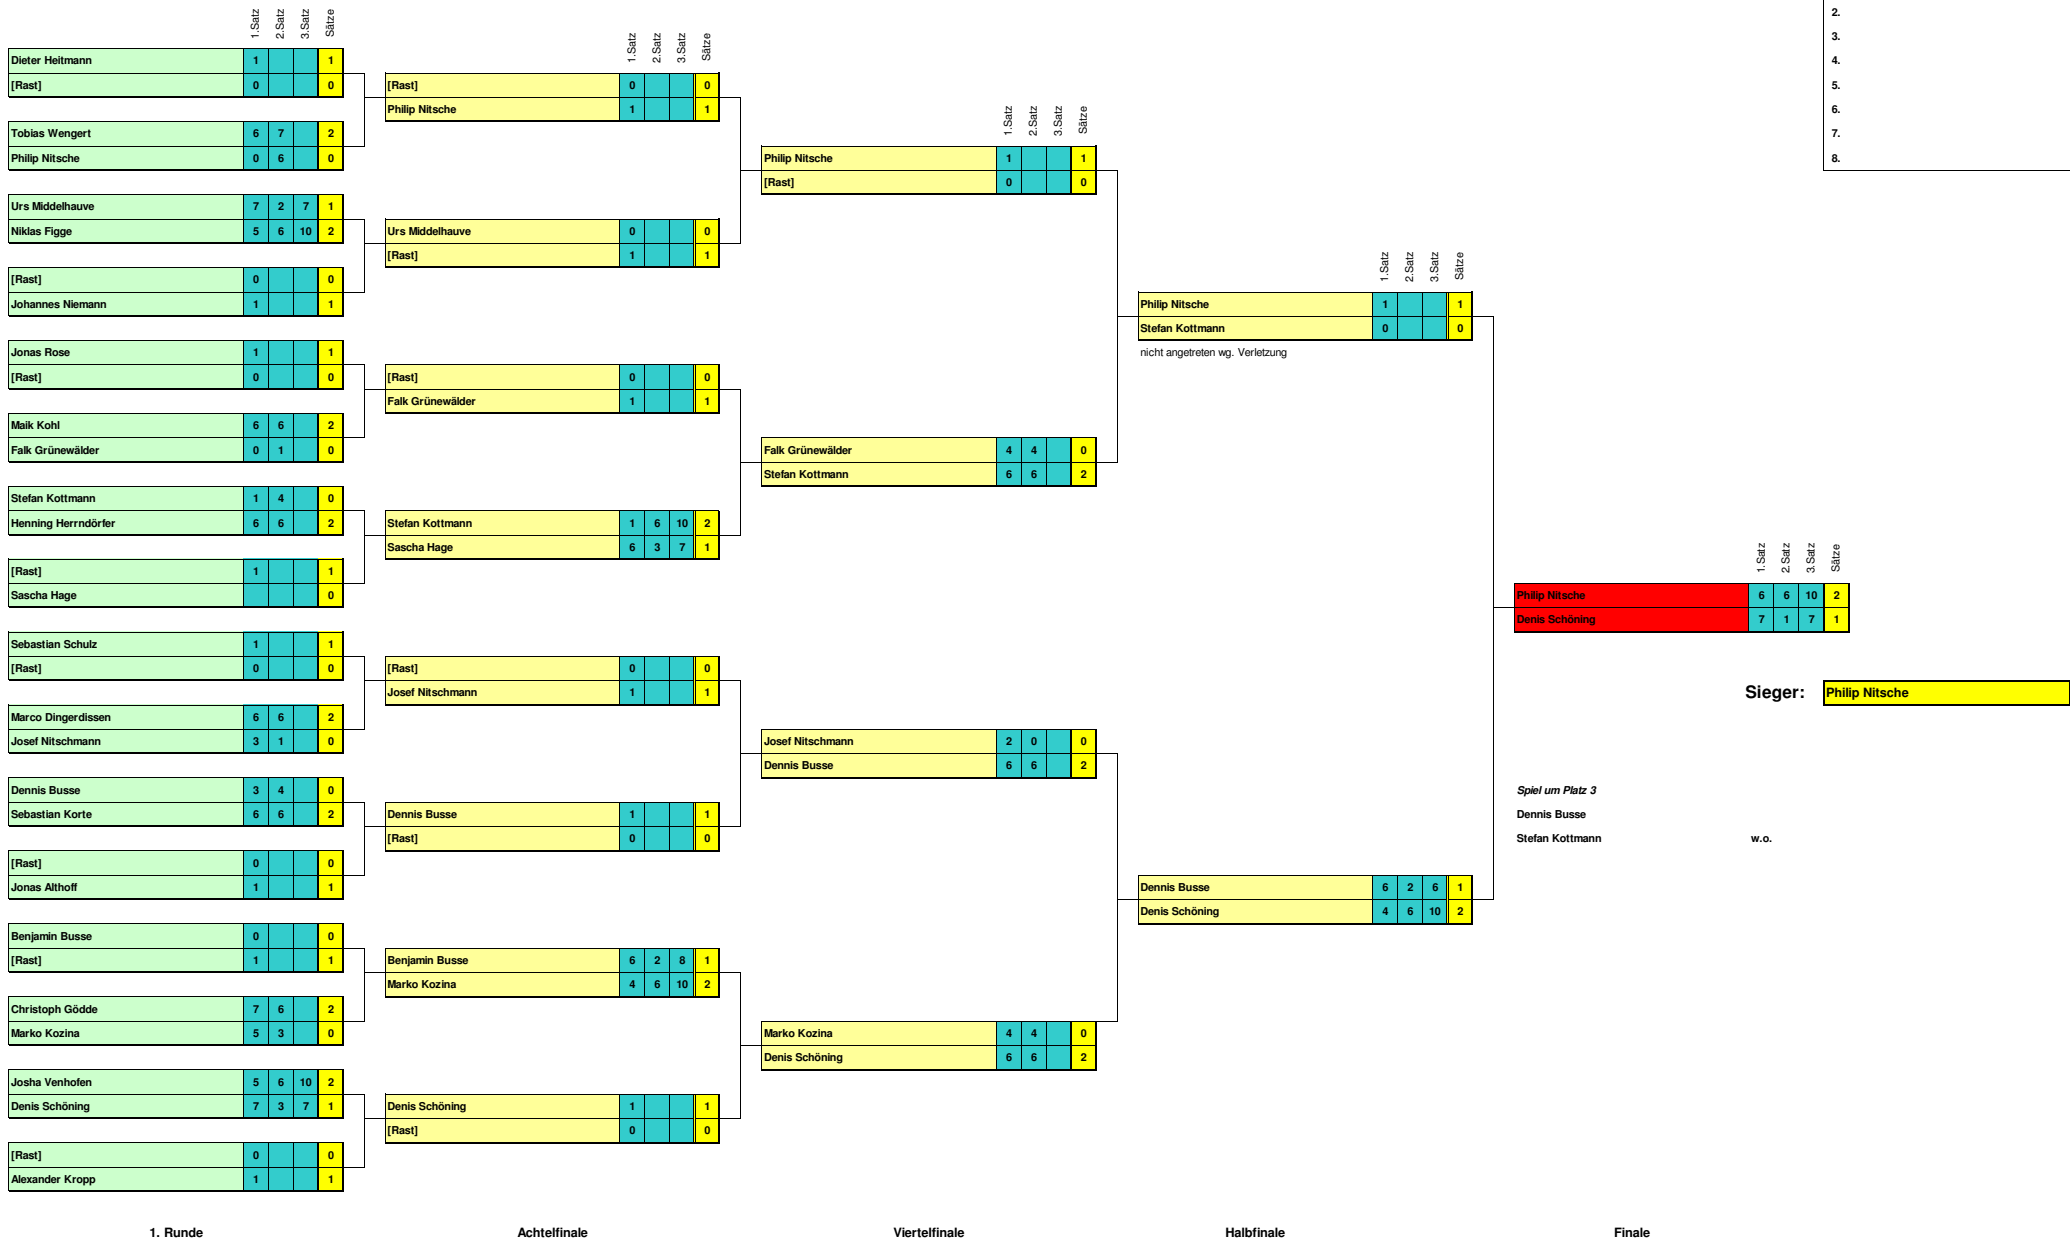 1.Satz 2.Satz 3.Satz Sätze
Dieter Heitmann 1 1
[Rast] 0 0
Tobias Wengert 6 7 2
Philip Nitsche 0 6 0
Urs Middelhauve 7 2 7 1
Niklas Figge 5 6 10 2
[Rast] 0 0
Johannes Niemann 1 1
Jonas Rose 1 1
[Rast] 0 0
Maik Kohl 6 6 2
Falk Grünewälder 0 1 0
Stefan Kottmann 1 4 0
Henning Herrndörfer 6 6 2
[Rast] 1 1
Sascha Hage 0
Sebastian Schulz 1 1
[Rast] 0 0
Marco Dingerdissen 6 6 2
Josef Nitschmann 3 1 0
Dennis Busse 3 4 0
Sebastian Korte 6 6 2
[Rast] 0 0
Jonas Althoff 1 1
Benjamin Busse 0 0
[Rast] 1 1
Christoph Gödde 7 6 2
Marko Kozina 5 3 0
Josha Venhofen 5 6 10 2
Denis Schöning 7 3 7 1
[Rast] 0 0
Alexander Kropp 1 1
1. Runde
1.Satz 2.Satz 3.Satz Sätze
[Rast] 0 0
Philip Nitsche 1 1
Urs Middelhauve 0 0
[Rast] 1 1
[Rast] 0 0
Falk Grünewälder 1 1
Stefan Kottmann 1 6 10 2
Sascha Hage 6 3 7 1
[Rast] 0 0
Josef Nitschmann 1 1
Dennis Busse 1 1
[Rast] 0 0
Benjamin Busse 6 2 8 1
Marko Kozina 4 6 10 2
Denis Schöning 1 1
[Rast] 0 0
Achtelfinale
1.Satz 2.Satz 3.Satz Sätze
Philip Nitsche 1 1
[Rast] 0 0
Falk Grünewälder 4 4 0
Stefan Kottmann 6 6 2
Josef Nitschmann 2 0 0
Dennis Busse 6 6 2
Marko Kozina 4 4 0
Denis Schöning 6 6 2
Viertelfinale
1.Satz 2.Satz 3.Satz Sätze
Philip Nitsche 1 1
Stefan Kottmann 0 0
nicht angetreten wg. Verletzung
Dennis Busse 6 2 6 1
Denis Schöning 4 6 10 2
Halbfinale
1.Satz 2.Satz 3.Satz Sätze
Philip Nitsche 6 6 10 2
Denis Schöning 7 1 7 1
Sieger: Philip Nitsche
Spiel um Platz 3
Dennis Busse
Stefan Kottmann w.o.
Finale
2.
3.
4.
5.
6.
7.
8.